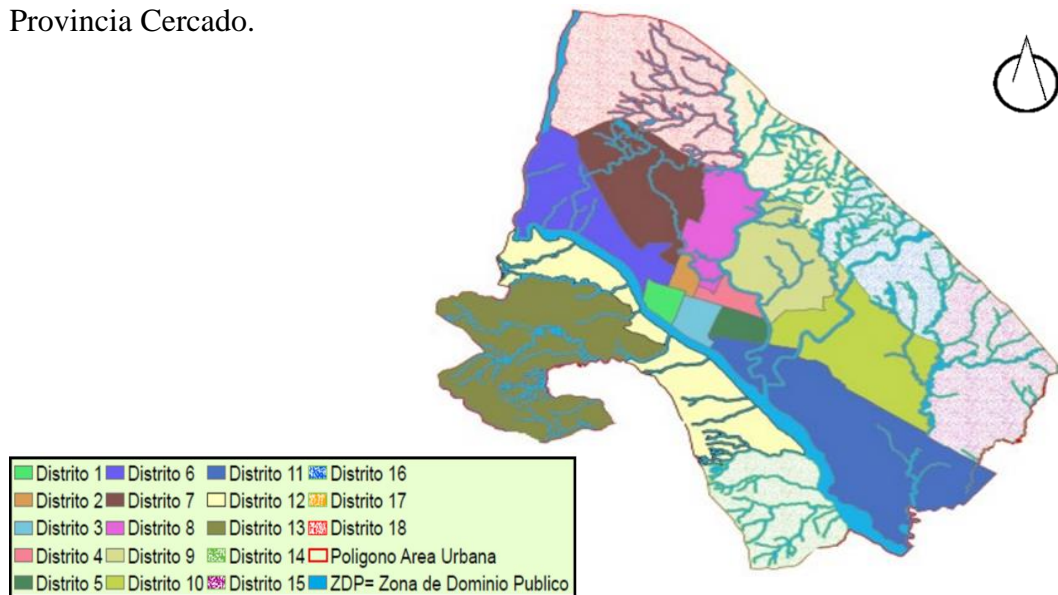 Provincia Cercado.
Distrito 1 Distrito 6 Distrito 11 Distrito 16
Distrito 2 Distrito 7 Distrito 12 Distrito 17
Distrito 3 Distrito 8 Distrito 13 Distrito 18
Distrito 4 Distrito 9 Distrito 14 Poligono Area Urbana
Distrito 5 Distrito 10 Distrito 15 ZDP= Zona de Dominio Publico